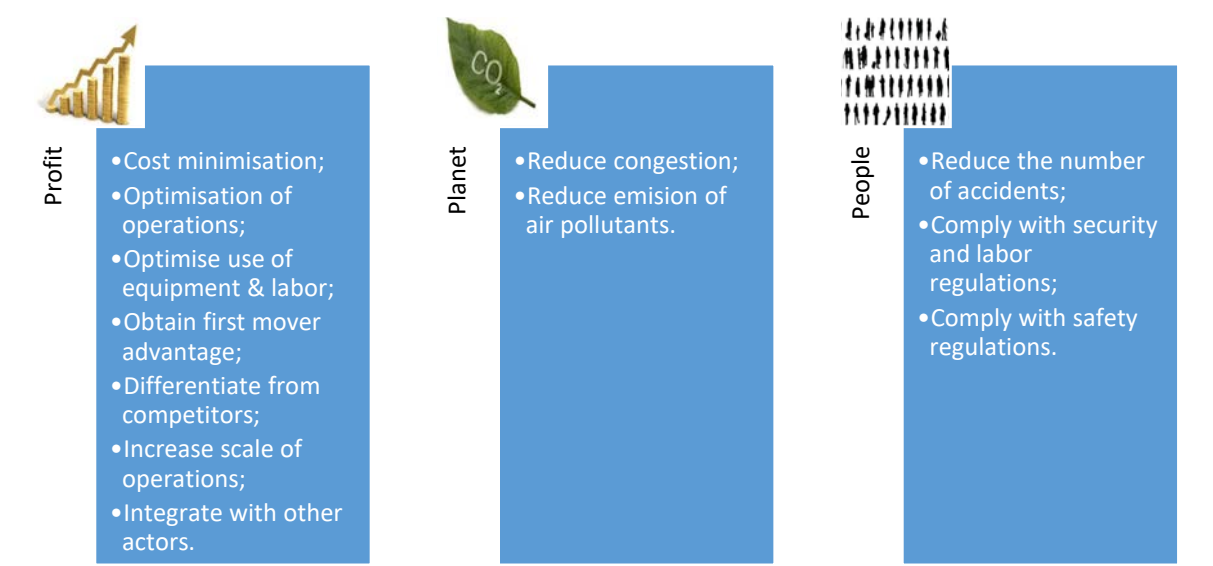 Profit
•Cost minimisation;
•Optimisation of
operations;
•Optimise use of
equipment & labor;
•Obtain first mover
advantage;
•Differentiate from
competitors;
•Increase scale of
operations;
•Integrate with other
actors.
CO2
Planet
•Reduce congestion;
•Reduce emision of
air pollutants.
People
•Reduce the number
of accidents;
•Comply with security
and labor
regulations;
•Comply with safety
regulations.